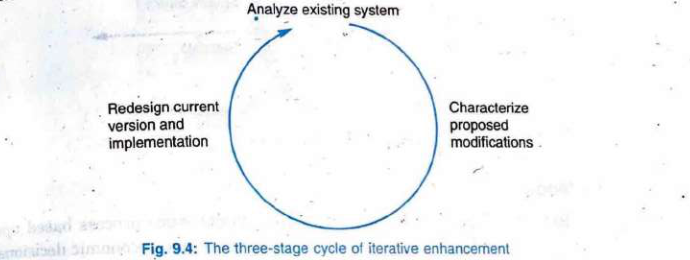 Analyze existing system
Redesign current
version and
implementation
Characterize
proposed
modifications
Fig. 9.4: The three-stage cycle of iterative enhancement